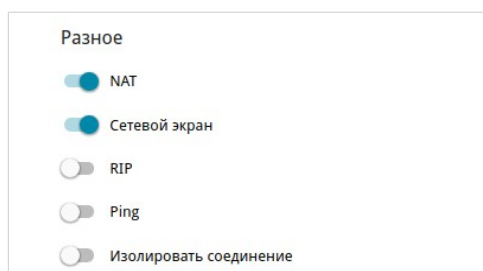 Разное
NAT
Сетевой экран
RIP
Ping
Изолировать соединение